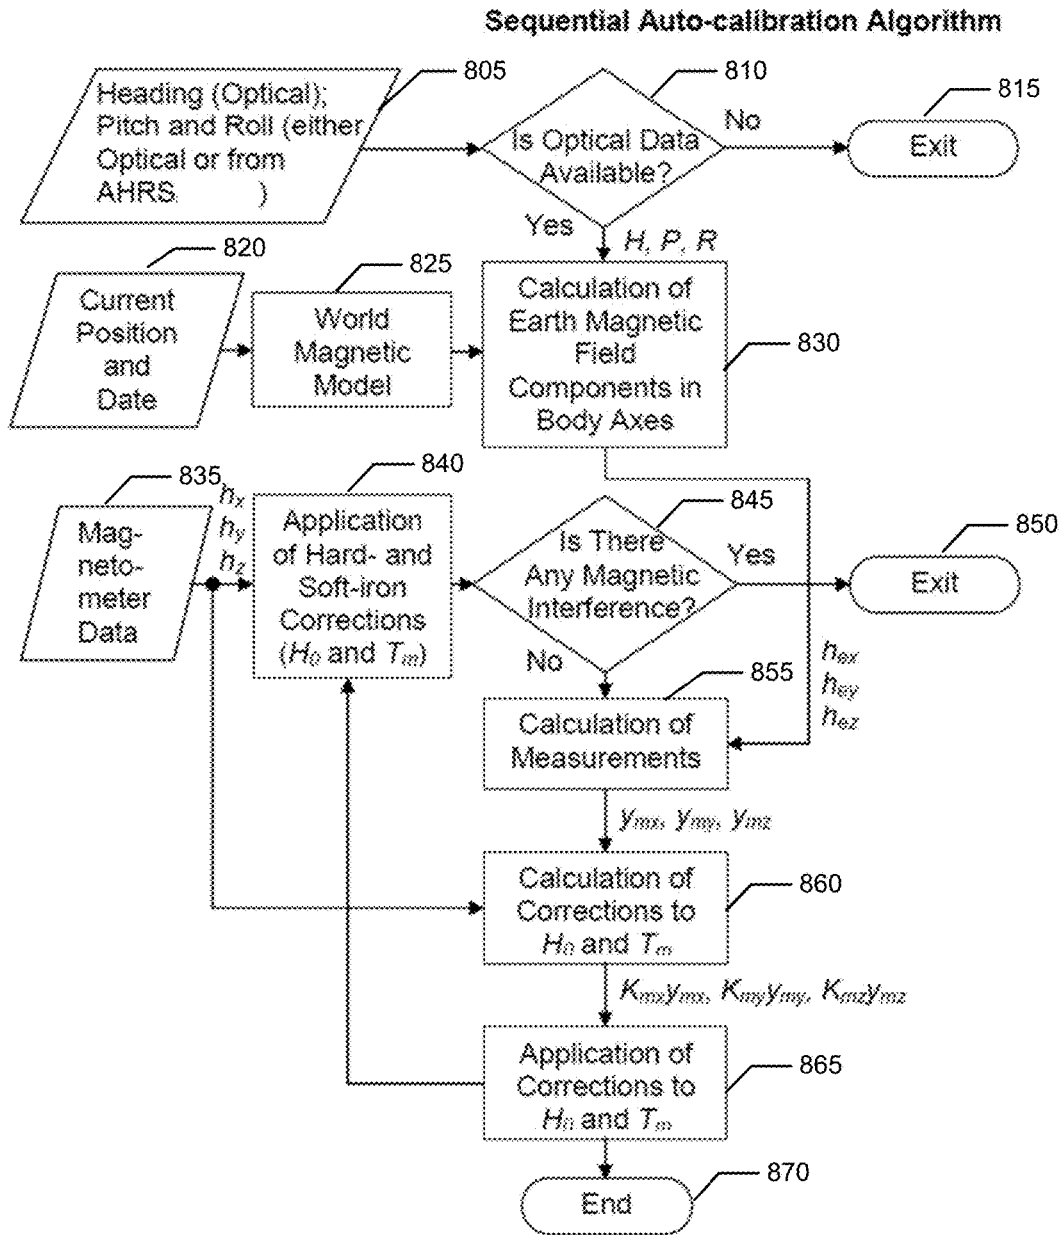 Sequential Auto-calibration Algorithm
805
Heading (Optical);
Pitch and Roll (either
Optical or from
AHRS. )
810
Is Optical Data
Available?
No
815
Exit
Yes
H, P, R
820
Current
Position
and
Date
825
World
Magnetic
Model
Calculation of
Earth Magnetic
Field
Components in
Body Axes
830
835
Mag-
neto-
meter
Data
hx
hy
hz
840
Application
of Hard- and
Soft-iron
Corrections
(H0 and Tm)
845
Is There
Any Magnetic
Interference?
Yes
850
Exit
No
hex
hey
hez
855
Calculation of
Measurements
ymx, ymy, ymz
Calculation of
Corrections to
H0 and Tm
860
Kmxymx, Kmyymy, Kmzymz
Application of
Corrections to
H0 and Tm
865
End
870